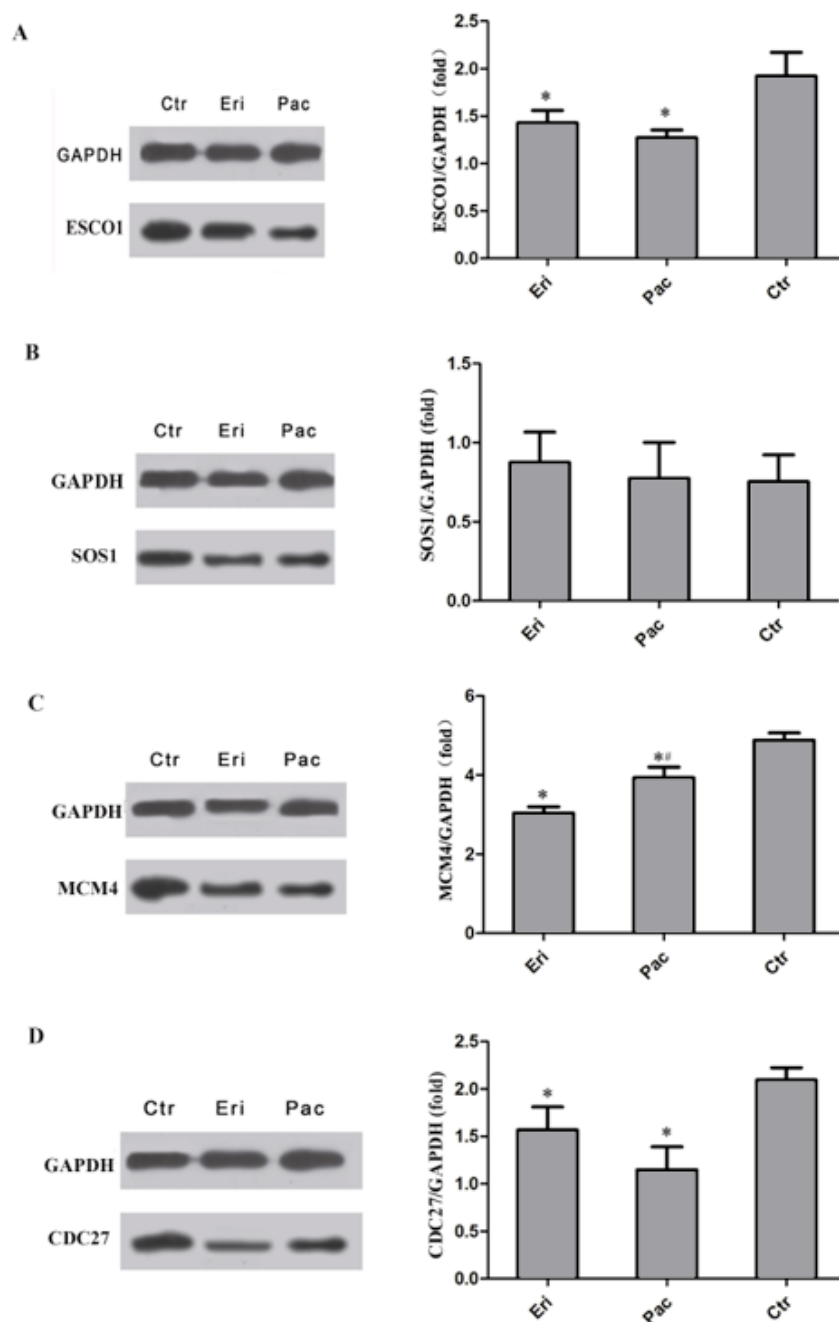 A
Ctr Eri Pac
GAPDH
ESCO1
ESCO1/GAPDH（fold）
2.5
2.0
1.5
1.0
0.5
0.0
* *
Eri Pac Ctr
B
Ctr Eri Pac
GAPDH
SOS1
SOS1/GAPDH (fold)
1.5
1.0
0.5
0.0
Eri Pac Ctr
C
Ctr Eri Pac
GAPDH
MCM4
MCM4/GAPDH（fold）
6
4
2
0
* *#
Eri Pac Ctr
D
Ctr Eri Pac
GAPDH
CDC27
CDC27/GAPDH (fold)
2.5
2.0
1.5
1.0
0.5
0.0
* *
Eri Pac Ctr